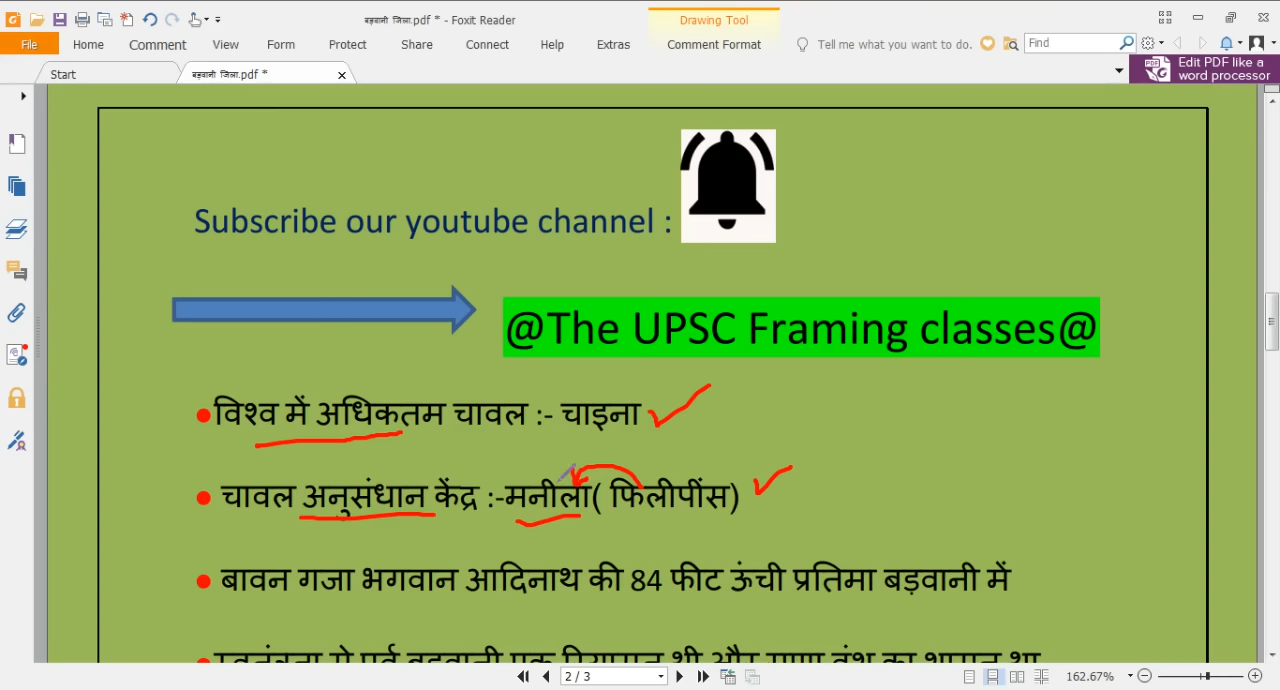 बड़वानी जिला.pdf * - Foxit Reader
Drawing Tool
File Home Comment View Form Protect Share Connect Help Extras Comment Format Tell me what you want to do. Find
Start बड़वानी जिला.pdf * Edit PDF like a word processor
Subscribe our youtube channel :
@The UPSC Framing classes@
विश्व में अधिकतम चावल :- चाइना
चावल अनुसंधान केंद्र :-मनीला( फिलीपींस)
बावन गजा भगवान आदिनाथ की 84 फीट ऊंची प्रतिमा बड़वानी में
2 / 3 162.67%